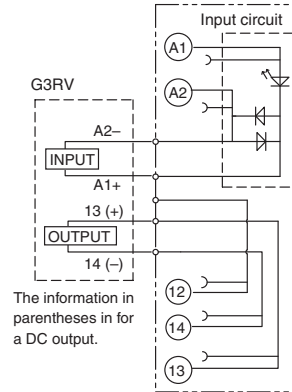 Input circuit
A1
A2
G3RV
A2–
INPUT
A1+
13 (+)
OUTPUT
14 (–)
The information in
parentheses in for
a DC output.
12
14
13